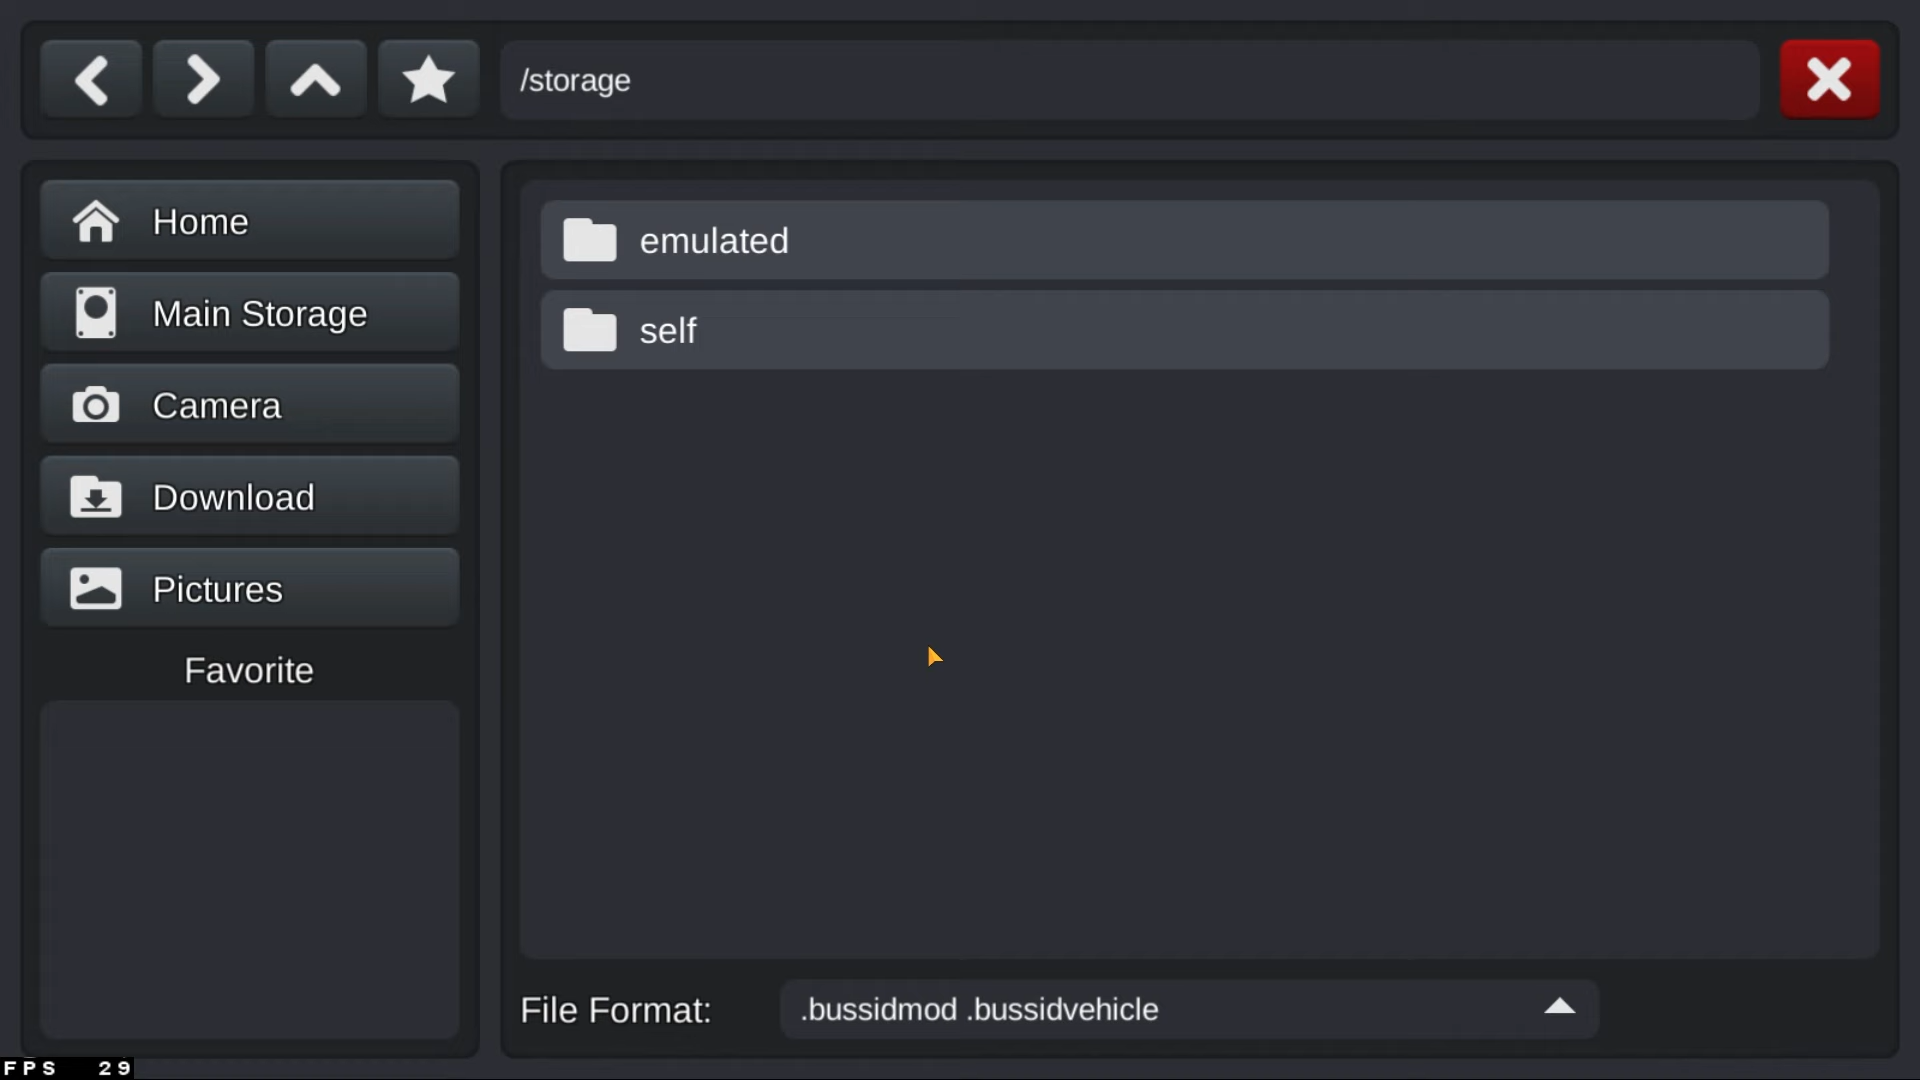 /storage
Home
Main Storage
Camera
Download
Pictures
Favorite
emulated
self
File Format:
.bussidmod .bussidvehicle
FPS 29